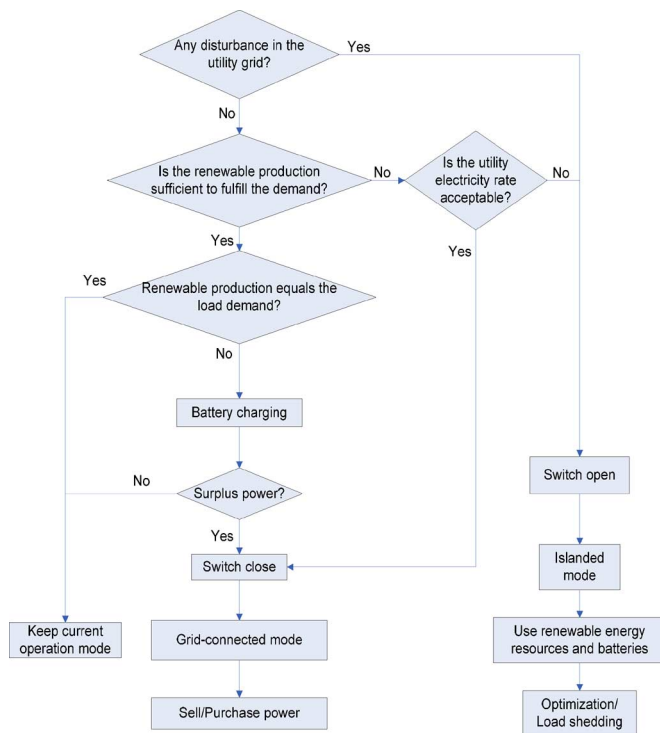 Any disturbance in the
utility grid?
Yes
No
Is the renewable production
sufficient to fulfill the demand?
No
Is the utility
electricity rate
acceptable?
No
Yes
Yes
Yes
Renewable production equals the
load demand?
No
Battery charging
No
Surplus power?
Yes
Switch open
Switch close
Islanded
mode
Keep current
operation mode
Grid-connected mode
Use renewable energy
resources and batteries
Sell/Purchase power
Optimization/
Load shedding